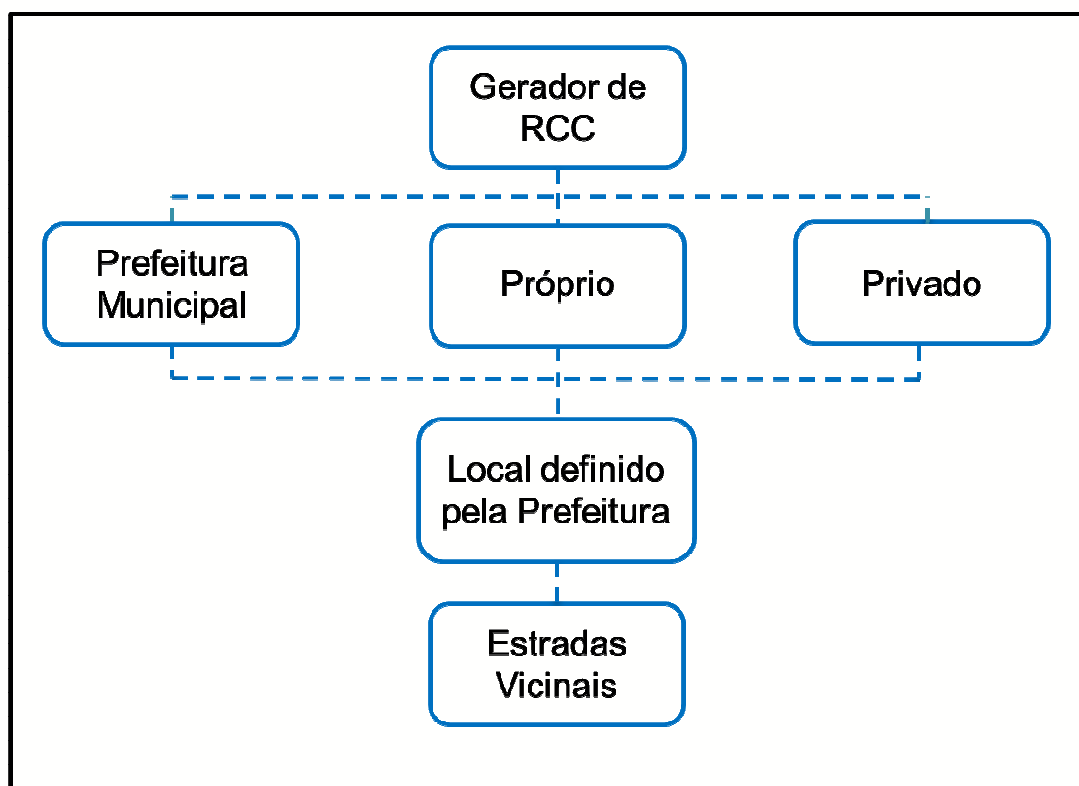 Gerador de
RCC
Prefeitura
Municipal
Próprio
Privado
Local definido
pela Prefeitura
Estradas
Vicinais